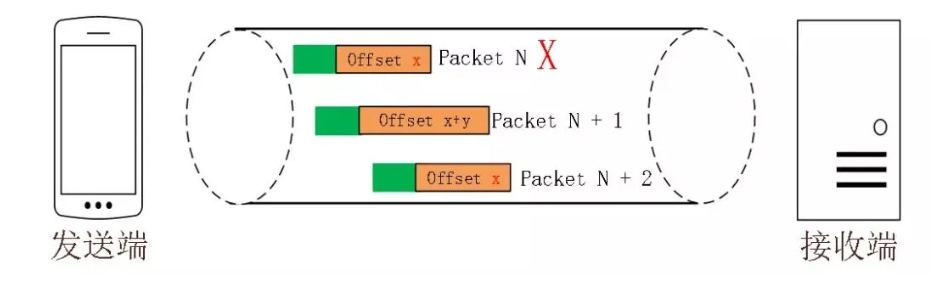 Offset x Packet N X
Offset x+y Packet N + 1
Offset x Packet N + 2
发送端
接收端